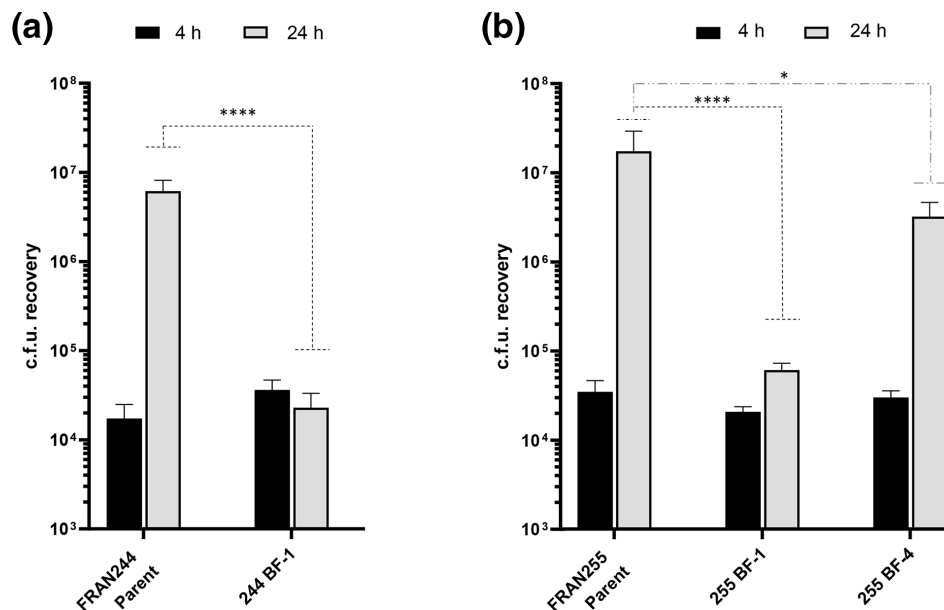 (a)
4 h
24 h
c.f.u. recovery
10⁸
10⁷
10⁶
10⁵
10⁴
10³
****
FRAN244
Parent
244 BF-1
(b)
4 h
24 h
c.f.u. recovery
10⁸
10⁷
10⁶
10⁵
10⁴
10³
*
****
FRAN255
Parent
255 BF-1
255 BF-4